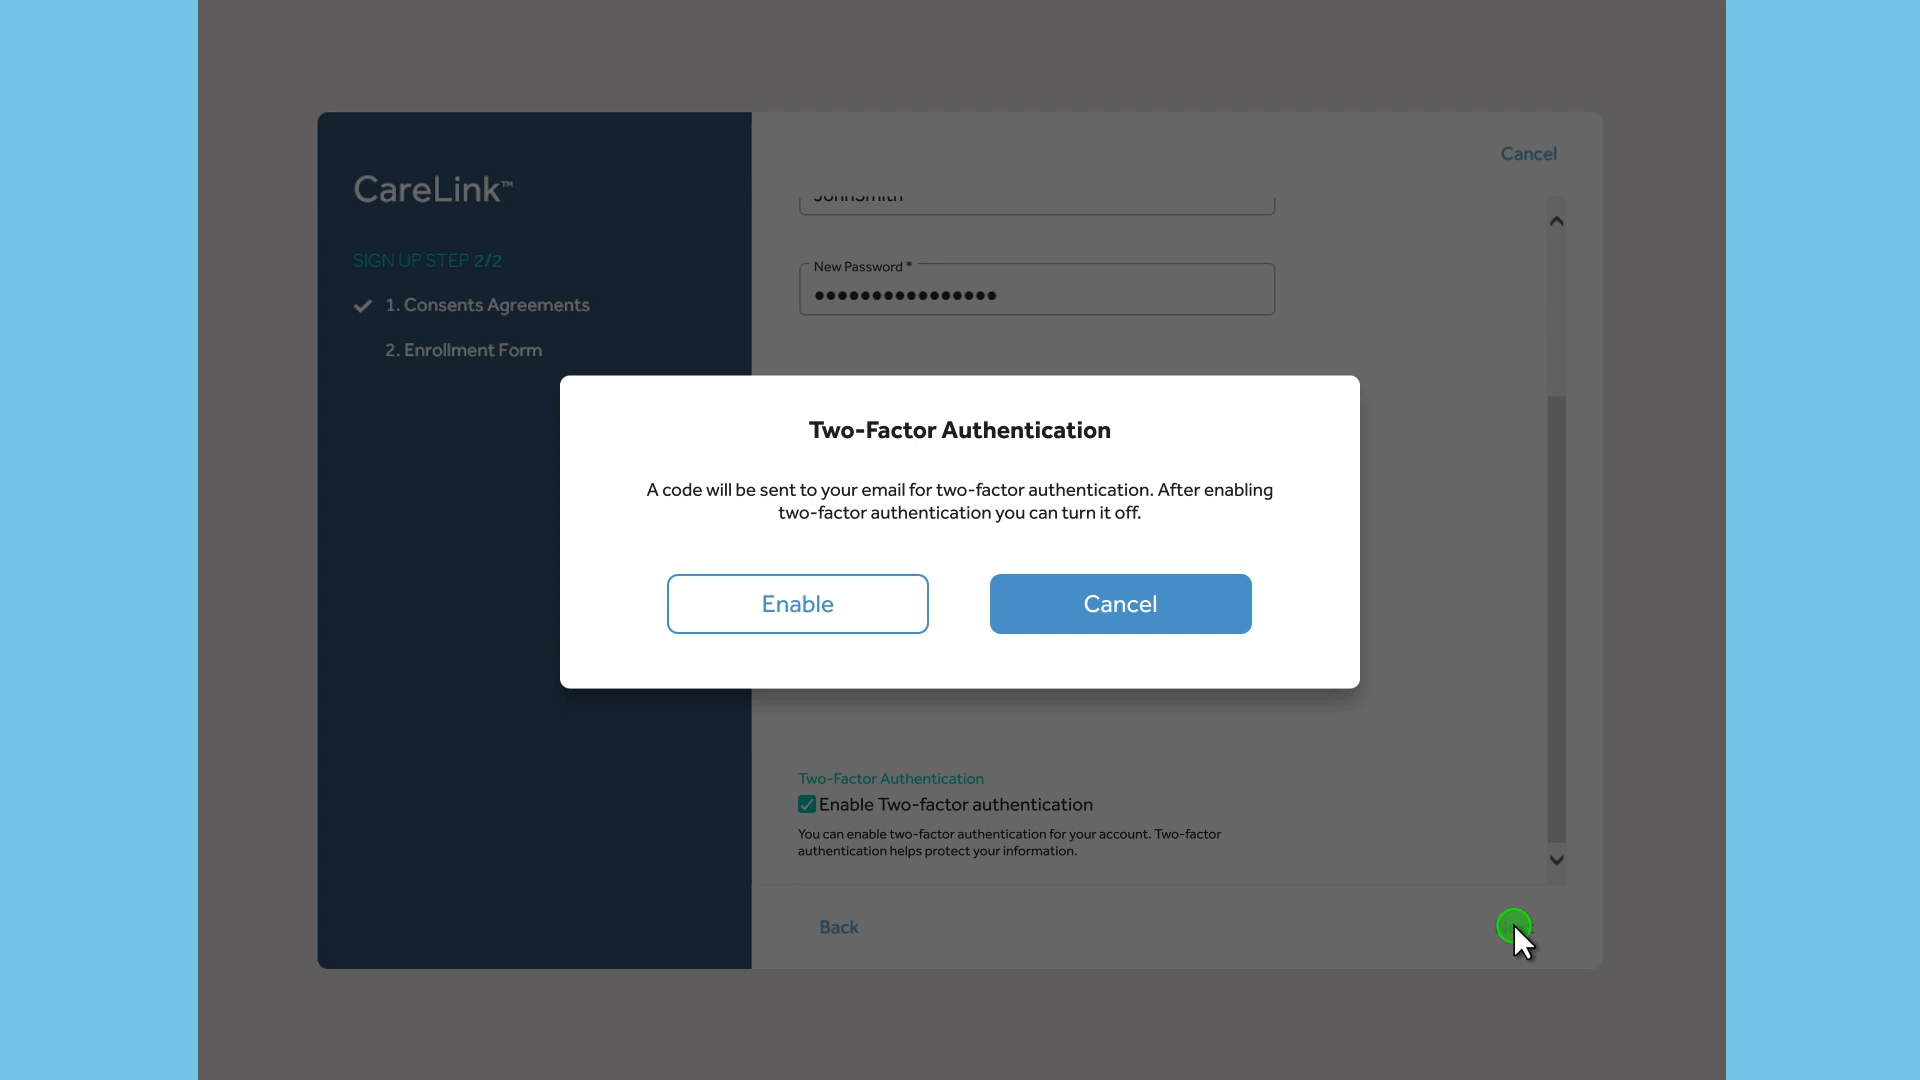 Cancel
CareLink™
JohnSmith
SIGN UP STEP 2/2
New Password *
1. Consents Agreements
2. Enrollment Form
Two-Factor Authentication
A code will be sent to your email for two-factor authentication. After enabling
two-factor authentication you can turn it off.
Enable
Cancel
Two-Factor Authentication
Enable Two-factor authentication
You can enable two-factor authentication for your account. Two-factor
authentication helps protect your information.
Back